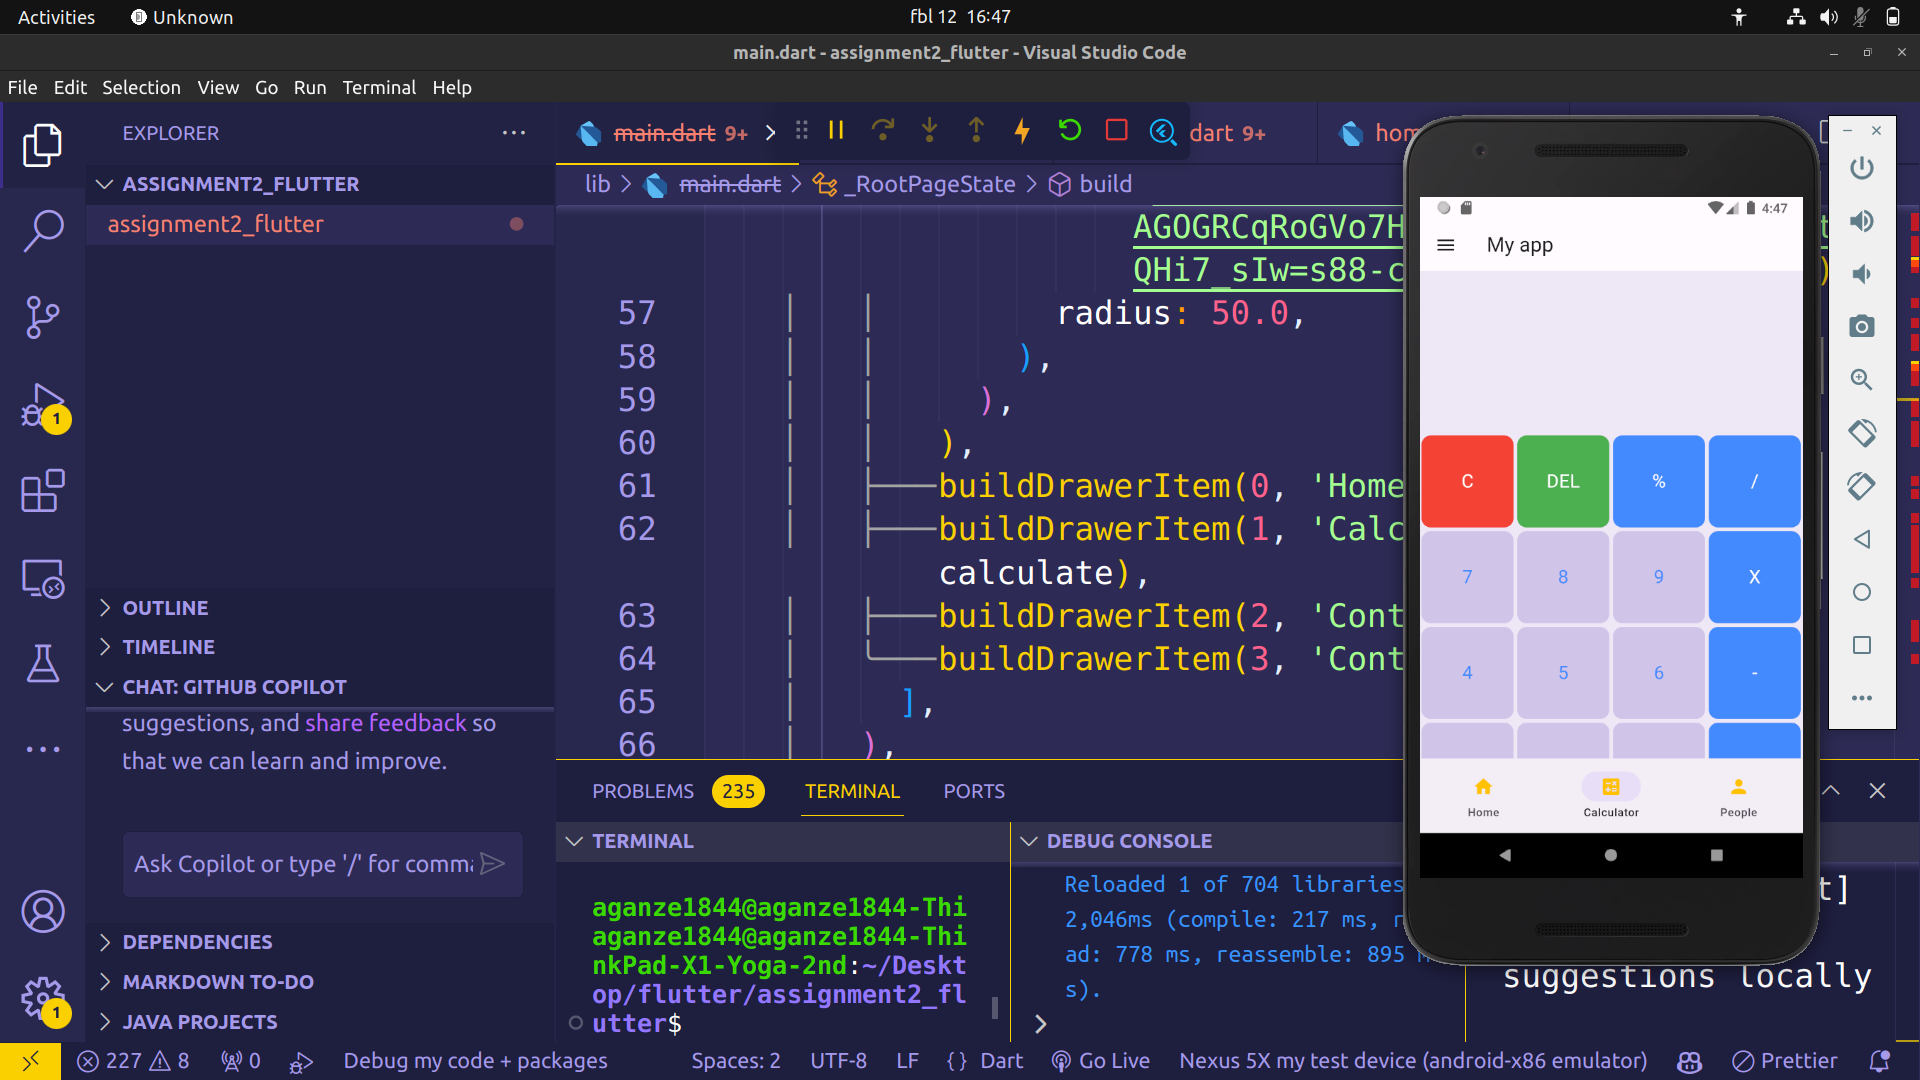 Activities
Unknown
fbl 12 16:47
main.dart - assignment2_flutter - Visual Studio Code
File Edit Selection View Go Run Terminal Help
EXPLORER
ASSIGNMENT2_FLUTTER
assignment2_flutter
OUTLINE
TIMELINE
CHAT: GITHUB COPILOT
suggestions, and share feedback so
that we can learn and improve.
Ask Copilot or type '/' for comma
DEPENDENCIES
MARKDOWN TO-DO
JAVA PROJECTS
1
1
main.dart 9+
dart 9+
hom
lib > main.dart > _RootPageState > build
AGOGRCqRoGVo7H
QHi7_sIw=s88-c
57 radius: 50.0,
58 ),
59 ),
60 ),
61 buildDrawerItem(0, 'Home
62 buildDrawerItem(1, 'Calc
calculate),
63 buildDrawerItem(2, 'Cont
64 buildDrawerItem(3, 'Cont
65 ],
66 ),
PROBLEMS 235 TERMINAL PORTS
TERMINAL
aganze1844@aganze1844-Thi
aganze1844@aganze1844-Thi
nkPad-X1-Yoga-2nd:~/Deskt
op/flutter/assignment2_fl
utter$
DEBUG CONSOLE
Reloaded 1 of 704 libraries
2,046ms (compile: 217 ms, r
ad: 778 ms, reassemble: 895
s).
t]
suggestions locally
4:47
My app
C DEL % /
7 8 9 X
4 5 6 -
Home Calculator People
227 8 0 Debug my code + packages Spaces: 2 UTF-8 LF {} Dart Go Live Nexus 5X my test device (android-x86 emulator) Prettier